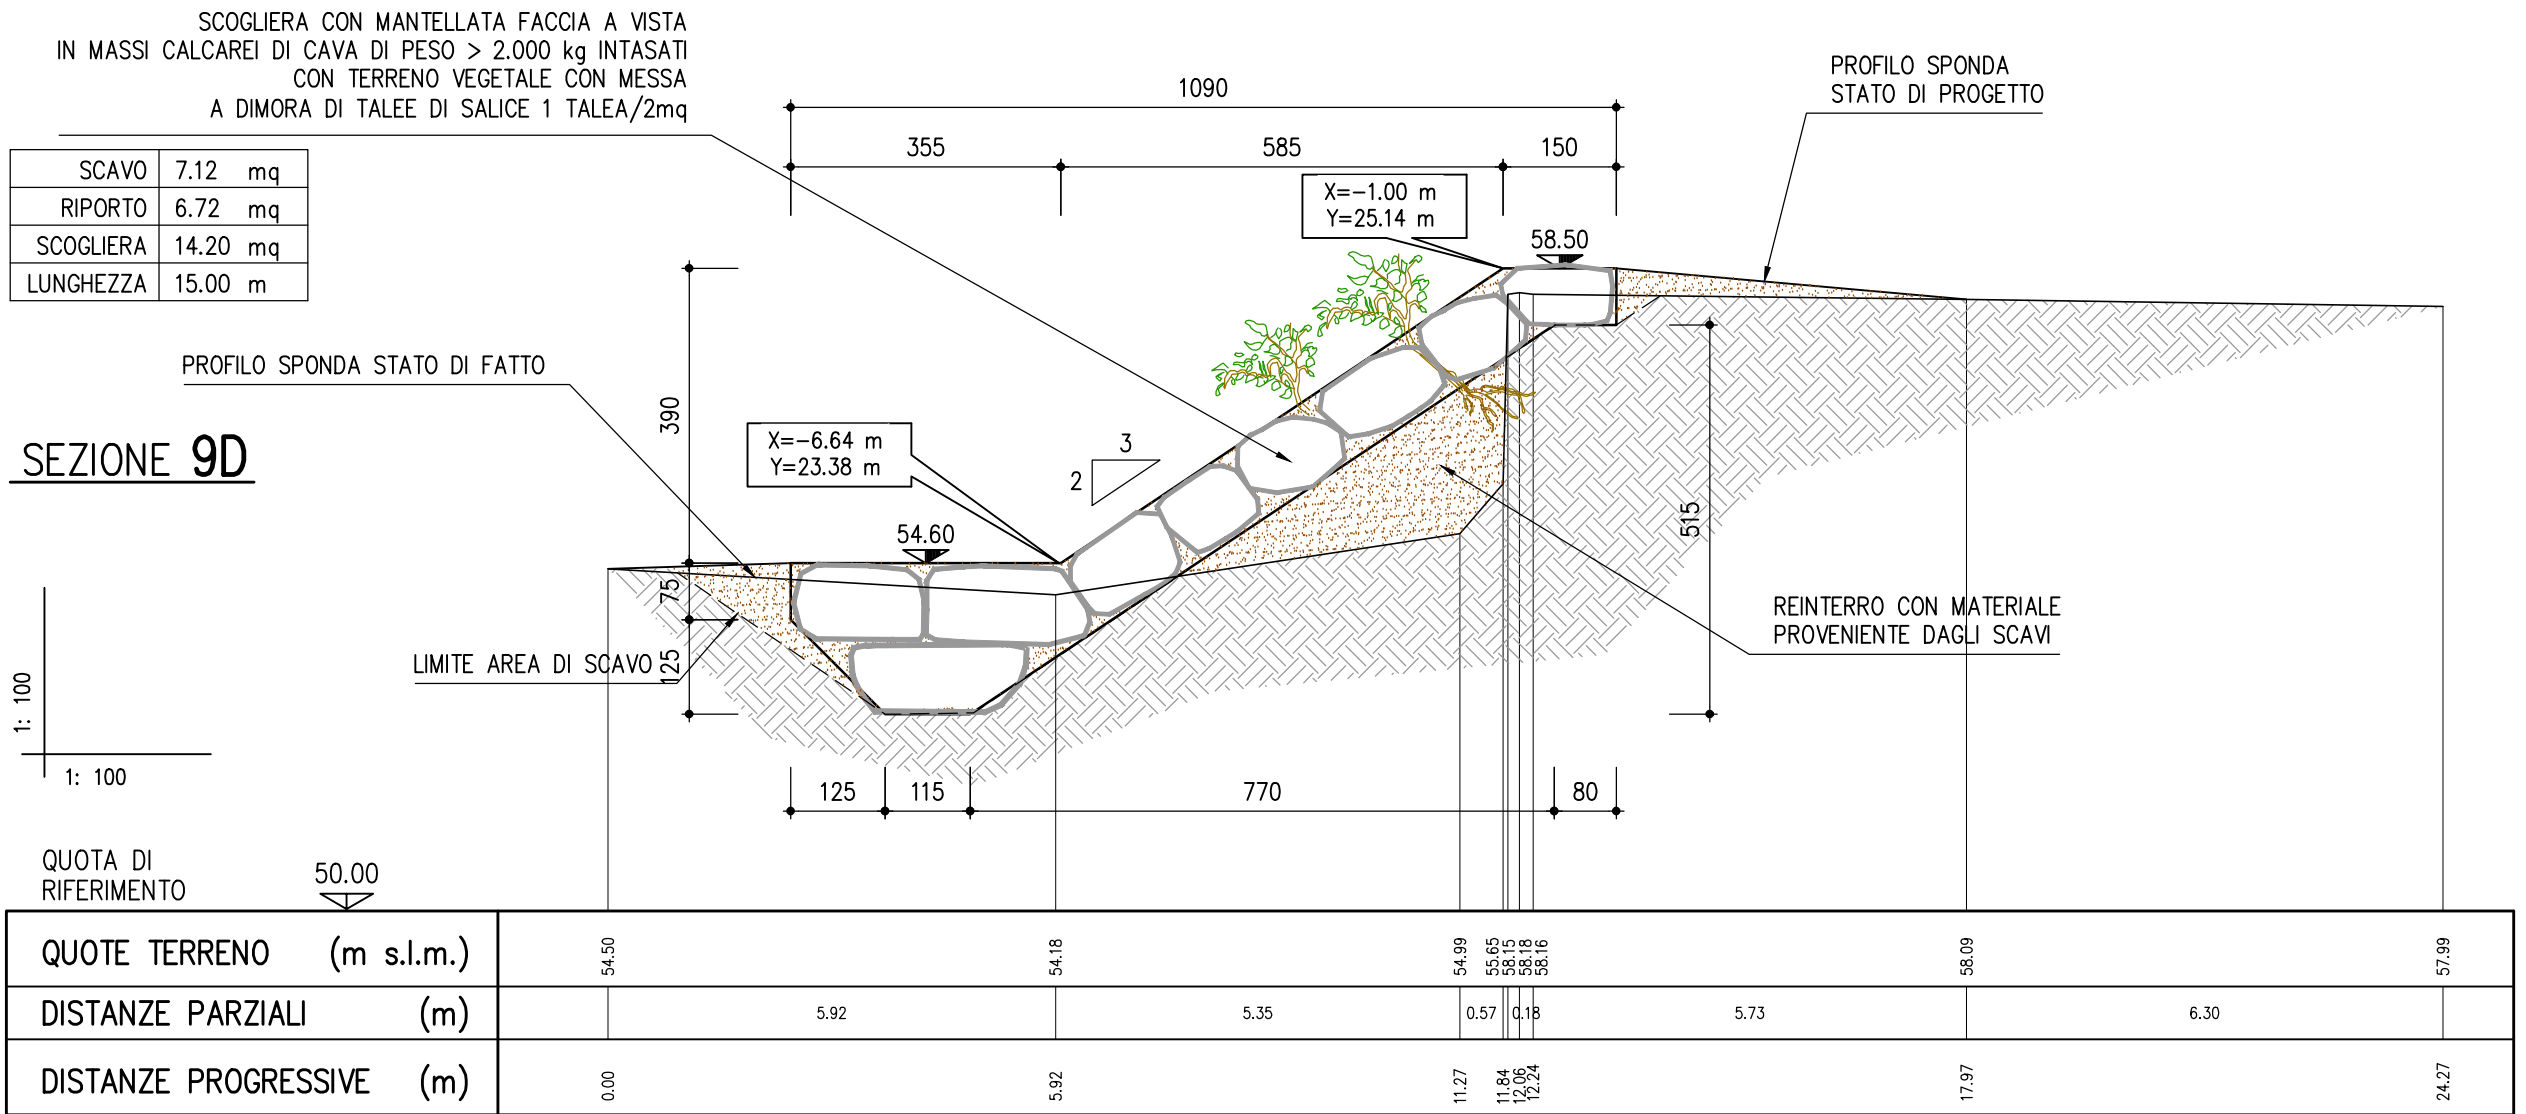 SCOGLIERA CON MANTELLATA FACCIA A VISTA
IN MASSI CALCAREI DI CAVA DI PESO > 2.000 kg INTASATI
CON TERRENO VEGETALE CON MESSA
A DIMORA DI TALEE DI SALICE 1 TALEA/2mq
PROFILO SPONDA
STATO DI PROGETTO
1090
355 585 150
SCAVO 7.12 mq
RIPORTO 6.72 mq
SCOGLIERA 14.20 mq
LUNGHEZZA 15.00 m
X=-1.00 m
Y=25.14 m
58.50
PROFILO SPONDA STATO DI FATTO
390
SEZIONE 9D
X=-6.64 m
Y=23.38 m
3
2
54.60
515
75
125
REINTERRO CON MATERIALE
PROVENIENTE DAGLI SCAVI
LIMITE AREA DI SCAVO
1: 100
1: 100
125 115 770 80
QUOTA DI
RIFERIMENTO
50.00
QUOTE TERRENO (m s.l.m.) 54.50 54.18 54.99 55.65 58.15 58.18 58.16 58.09 57.99
DISTANZE PARZIALI (m) 5.92 5.35 0.57 0.18 5.73 6.30
DISTANZE PROGRESSIVE (m) 0.00 5.92 11.27 11.84 12.06 12.24 17.97 24.27